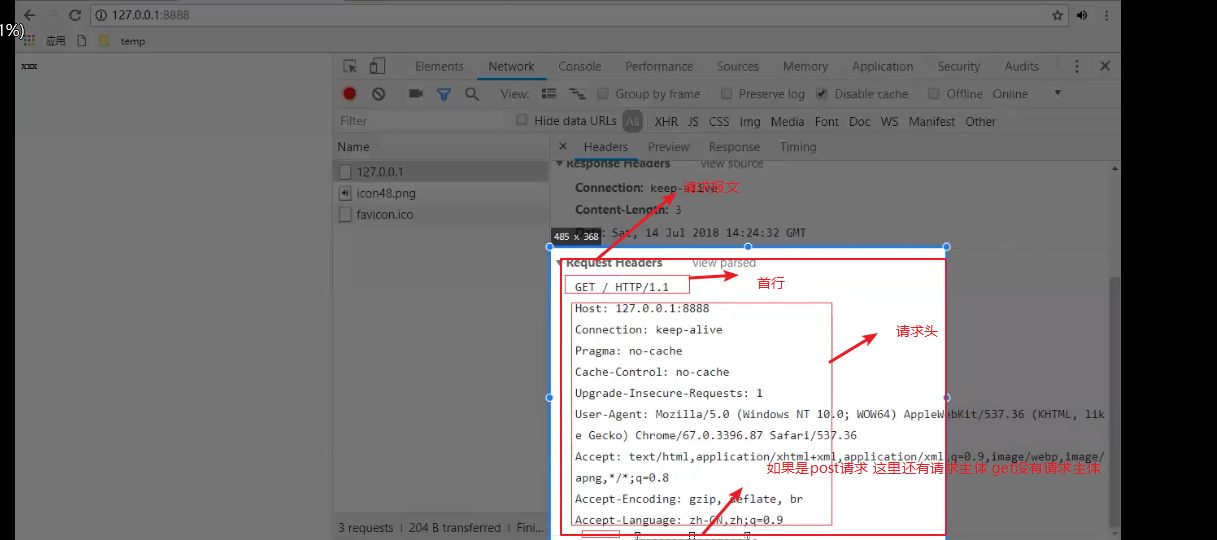 127.0.0.1:8888
1%)
应用
temp
xxx
Elements Network Console Performance Sources Memory Application Security Audits
View: Group by frame Preserve log Disable cache Offline Online
Filter Hide data URLs All XHR JS CSS Img Media Font Doc WS Manifest Other
Name
Headers Preview Response Timing
127.0.0.1
icon48.png
favicon.ico
Response Headers view source
Connection: keep-alive
请求报文
Content-Length: 3
Sat, 14 Jul 2018 14:24:32 GMT
485 x 368
Request Headers view parsed
GET / HTTP/1.1
首行
Host: 127.0.0.1:8888
Connection: keep-alive
请求头
Pragma: no-cache
Cache-Control: no-cache
Upgrade-Insecure-Requests: 1
User-Agent: Mozilla/5.0 (Windows NT 10.0; WOW64) AppleWebKit/537.36 (KHTML, lik
e Gecko) Chrome/67.0.3396.87 Safari/537.36
Accept: text/html,application/xhtml+xml,application/xml;q=0.9,image/webp,image/
如果是post请求 这里还有请求主体 get没有请求主体
apng,*/*;q=0.8
Accept-Encoding: gzip, deflate, br
Accept-Language: zh-CN,zh;q=0.9
3 requests | 204 B transferred | Fini...